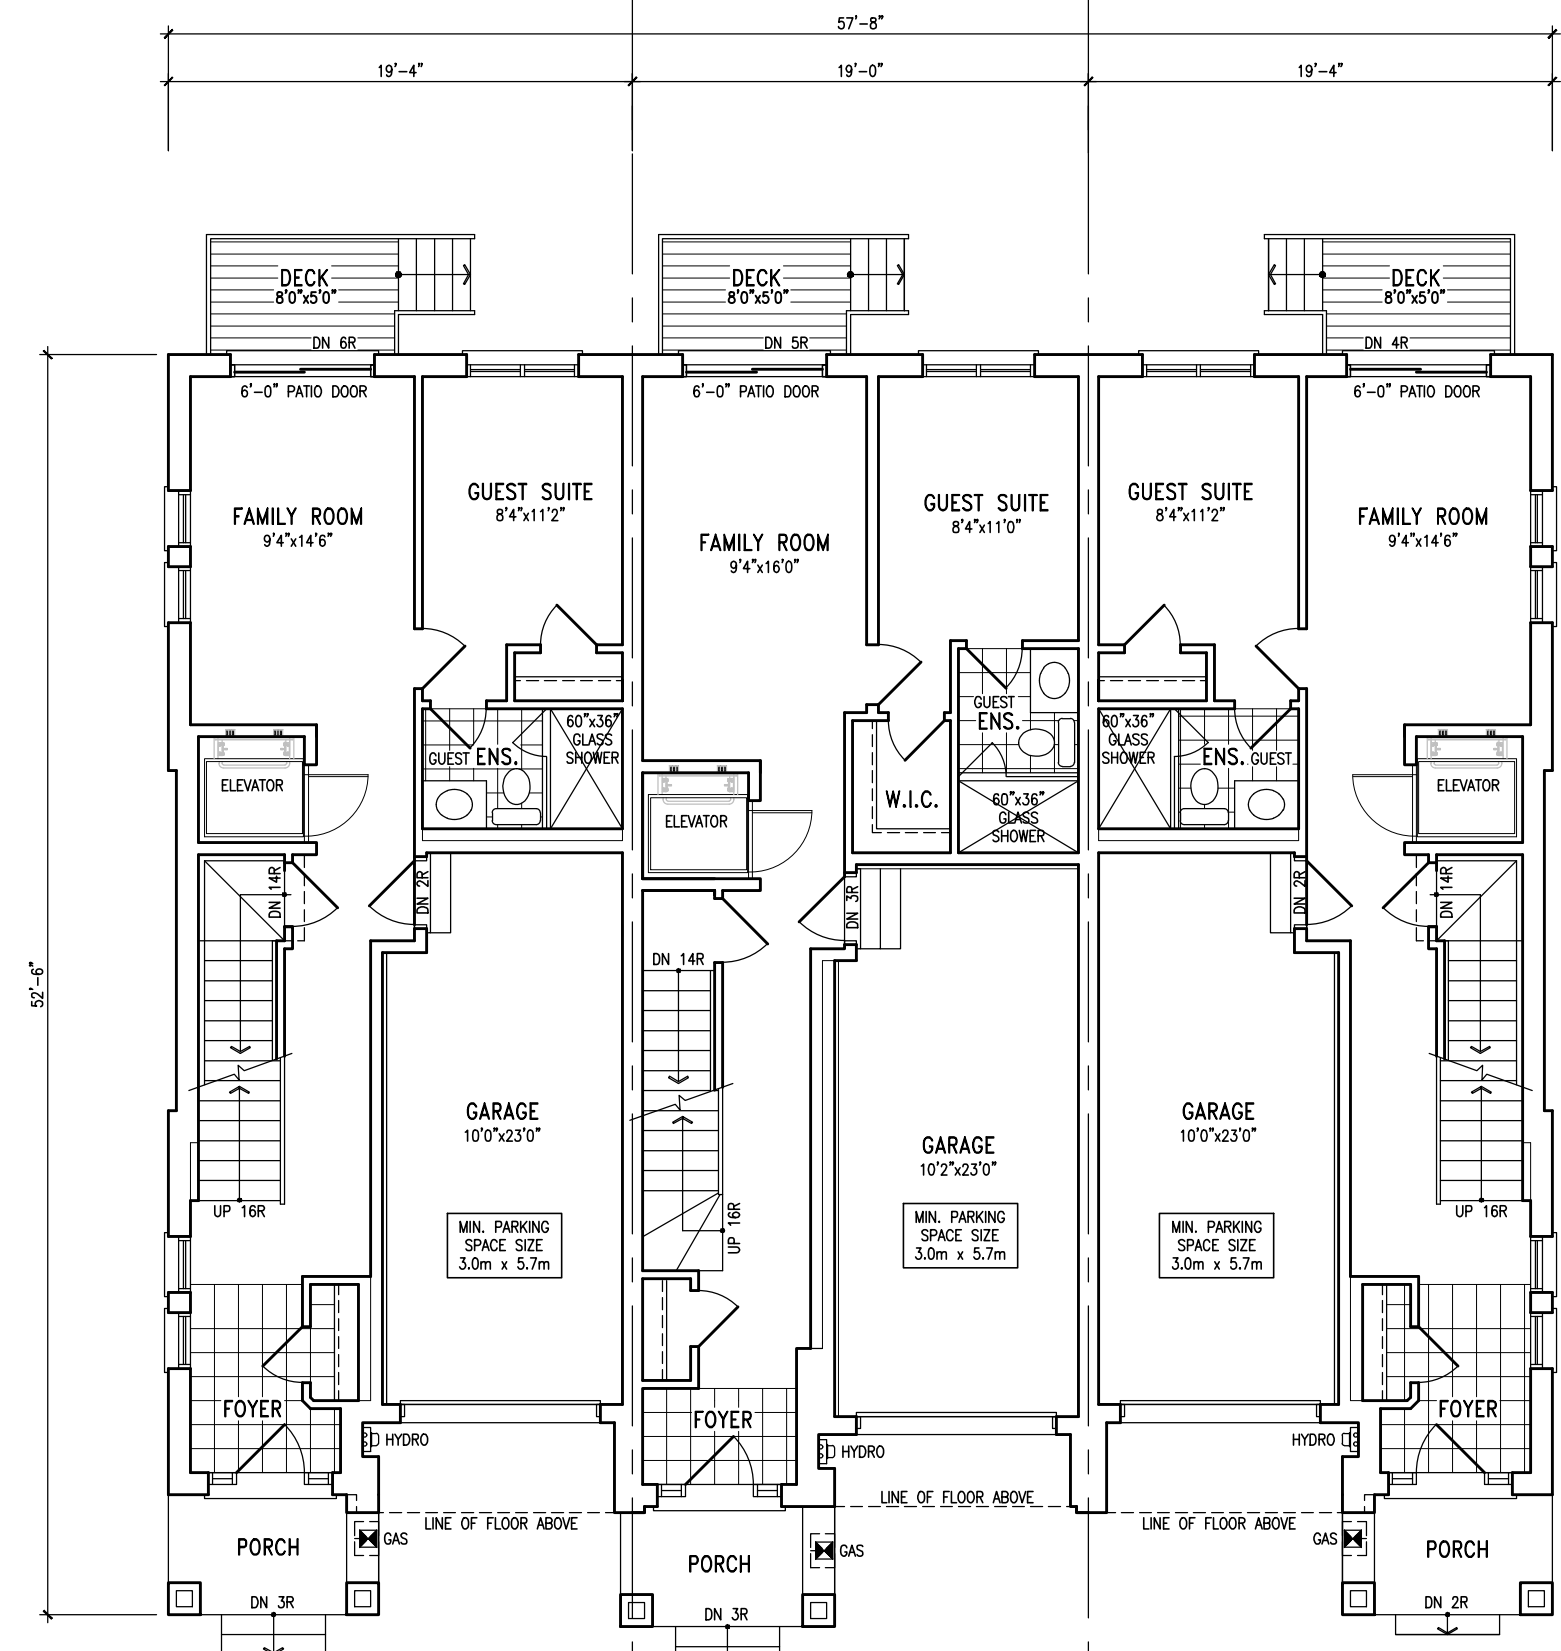 57'-8"
19'-4"
19'-0"
19'-4"
DECK
8'0"x5'0"
DN 6R
DECK
8'0"x5'0"
DN 5R
DECK
8'0"x5'0"
DN 4R
6'-0" PATIO DOOR
6'-0" PATIO DOOR
6'-0" PATIO DOOR
FAMILY ROOM
9'4"x14'6"
GUEST SUITE
8'4"x11'2"
FAMILY ROOM
9'4"x16'0"
GUEST SUITE
8'4"x11'0"
GUEST SUITE
8'4"x11'2"
FAMILY ROOM
9'4"x14'6"
ELEVATOR
GUEST ENS.
60"x36"
GLASS
SHOWER
ELEVATOR
W.I.C.
GUEST
ENS.
60"x36"
GLASS
SHOWER
60"x36"
GLASS
SHOWER
ENS. GUEST
ELEVATOR
DN 14R
DN 2R
DN 14R
DN 3R
DN 2R
DN 14R
52'-6"
GARAGE
10'0"x23'0"
GARAGE
10'2"x23'0"
GARAGE
10'0"x23'0"
UP 16R
MIN. PARKING
SPACE SIZE
3.0m x 5.7m
UP 16R
MIN. PARKING
SPACE SIZE
3.0m x 5.7m
MIN. PARKING
SPACE SIZE
3.0m x 5.7m
UP 16R
FOYER
HYDRO
FOYER
HYDRO
HYDRO
FOYER
LINE OF FLOOR ABOVE
LINE OF FLOOR ABOVE
LINE OF FLOOR ABOVE
PORCH
GAS
PORCH
GAS
GAS
PORCH
DN 3R
DN 3R
DN 2R